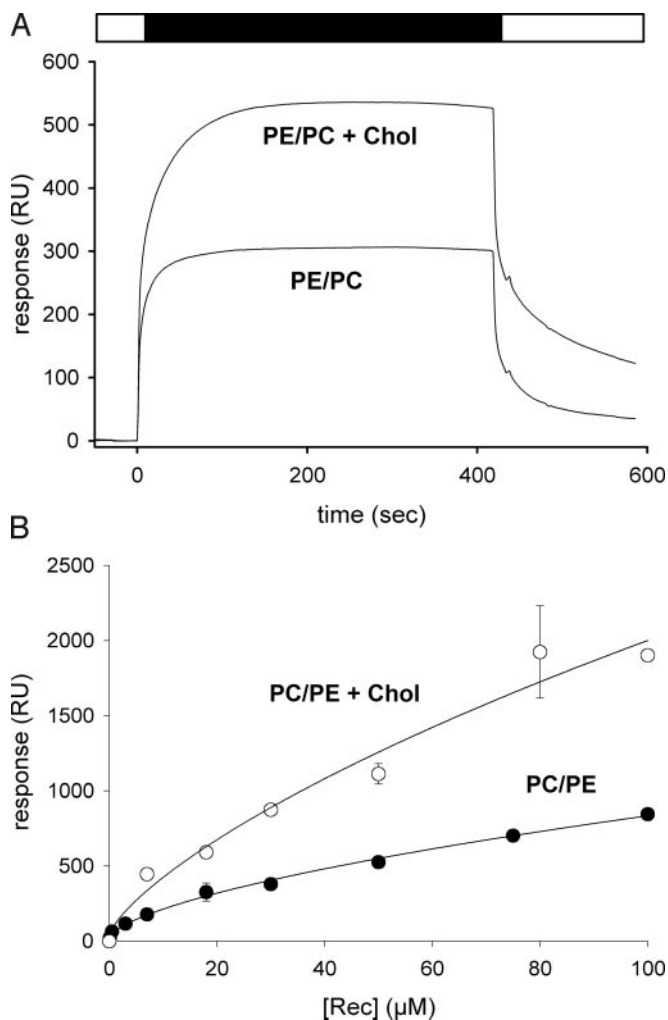 A
600
500
400
300
200
100
0
PE/PC + Chol
PE/PC
response (RU)
0 200 400 600
time (sec)
B
2500
2000
1500
1000
500
0
PC/PE + Chol
PC/PE
response (RU)
0 20 40 60 80 100
[Rec] (µM)